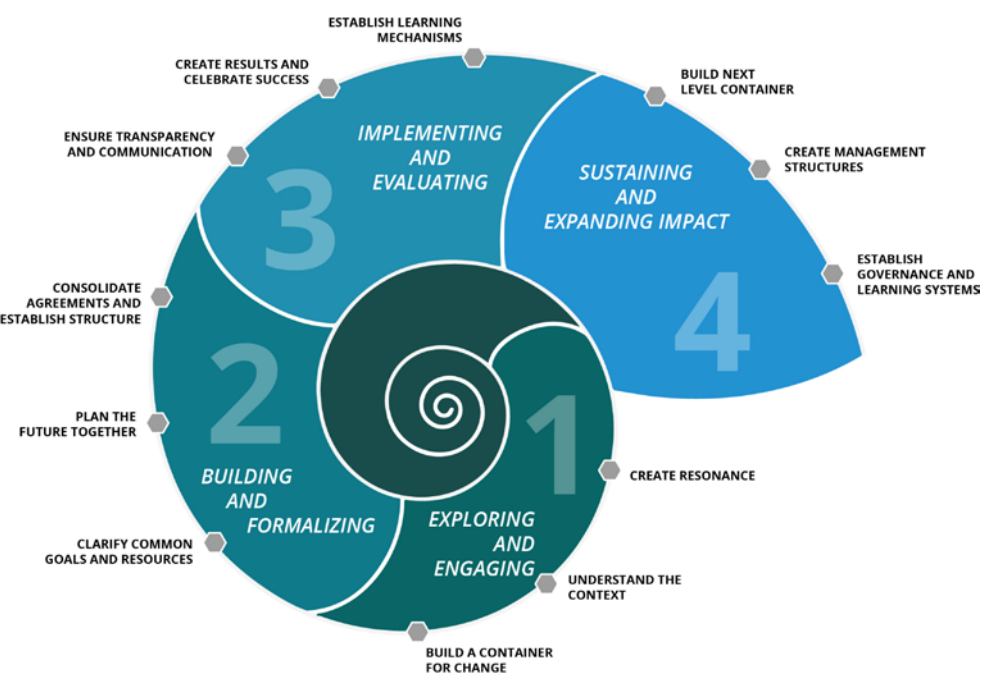 ESTABLISH LEARNING
MECHANISMS
CREATE RESULTS AND
CELEBRATE SUCCESS
ENSURE TRANSPARENCY
AND COMMUNICATION
3
IMPLEMENTING
AND
EVALUATING
BUILD NEXT
LEVEL CONTAINER
CREATE MANAGEMENT
STRUCTURES
ESTABLISH
GOVERNANCE AND
LEARNING SYSTEMS
SUSTAINING
AND
EXPANDING IMPACT
4
CONSOLIDATE
AGREEMENTS AND
ESTABLISH STRUCTURE
PLAN THE
FUTURE TOGETHER
CLARIFY COMMON
GOALS AND RESOURCES
2
BUILDING
AND
FORMALIZING
1
EXPLORING
AND
ENGAGING
CREATE RESONANCE
UNDERSTAND THE
CONTEXT
BUILD A CONTAINER
FOR CHANGE